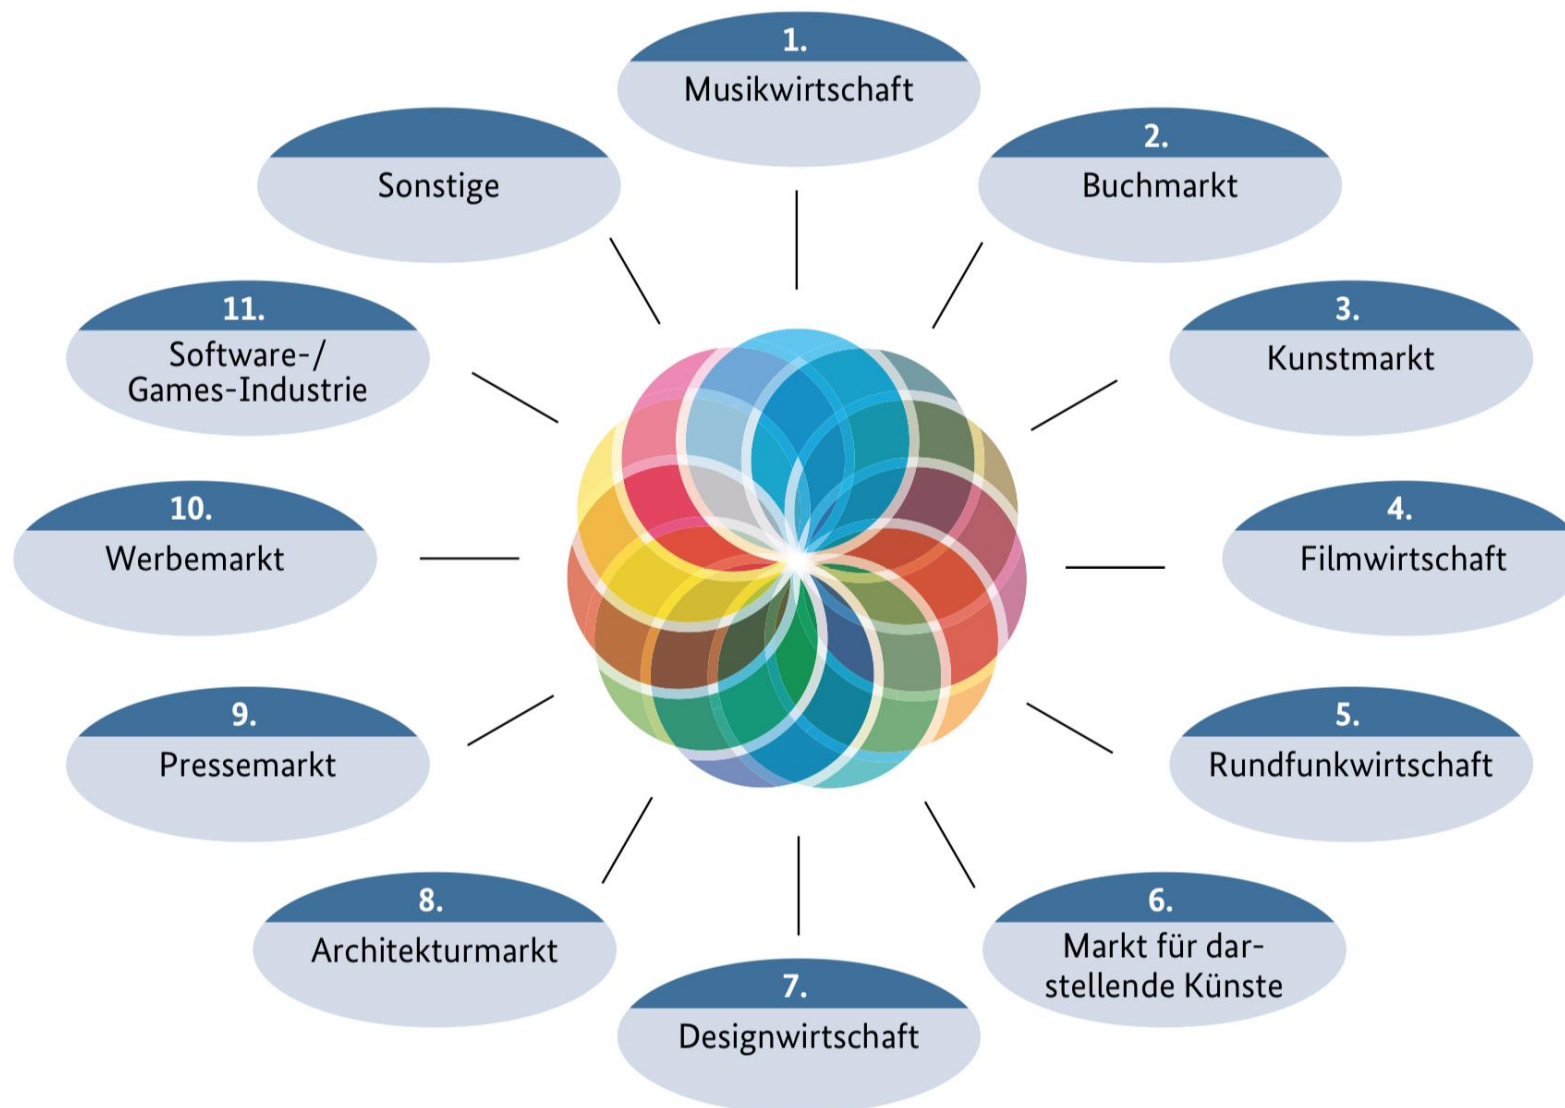 1.
Musikwirtschaft
2.
Buchmarkt
3.
Kunstmarkt
4.
Filmwirtschaft
5.
Rundfunkwirtschaft
6.
Markt für dar-
stellende Künste
7.
Designwirtschaft
8.
Architekturmarkt
9.
Pressemarkt
10.
Werbemarkt
11.
Software-/
Games-Industrie
Sonstige